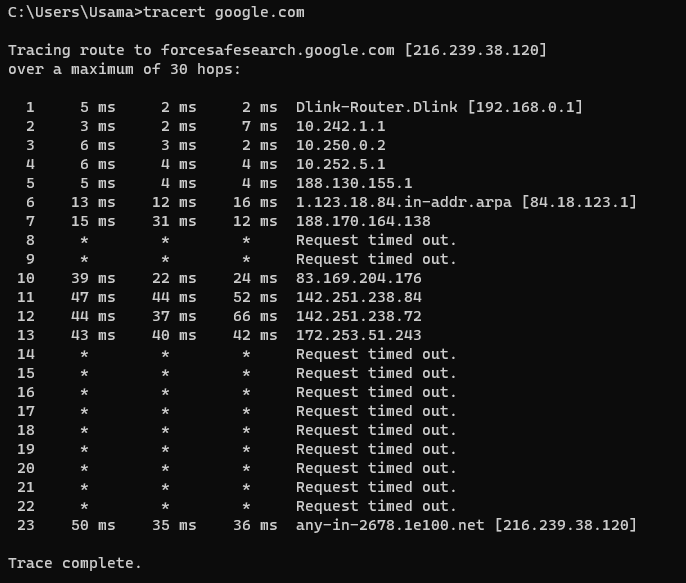 C:\Users\Usama>tracert google.com
Tracing route to forcesafesearch.google.com [216.239.38.120]
over a maximum of 30 hops:
1 5 ms 2 ms 2 ms Dlink-Router.Dlink [192.168.0.1]
2 3 ms 2 ms 7 ms 10.242.1.1
3 6 ms 3 ms 2 ms 10.250.0.2
4 6 ms 4 ms 4 ms 10.252.5.1
5 5 ms 4 ms 4 ms 188.130.155.1
6 13 ms 12 ms 16 ms 1.123.18.84.in-addr.arpa [84.18.123.1]
7 15 ms 31 ms 12 ms 188.170.164.138
8 * * * Request timed out.
9 * * * Request timed out.
10 39 ms 22 ms 24 ms 83.169.204.176
11 47 ms 44 ms 52 ms 142.251.238.84
12 44 ms 37 ms 66 ms 142.251.238.72
13 43 ms 40 ms 42 ms 172.253.51.243
14 * * * Request timed out.
15 * * * Request timed out.
16 * * * Request timed out.
17 * * * Request timed out.
18 * * * Request timed out.
19 * * * Request timed out.
20 * * * Request timed out.
21 * * * Request timed out.
22 * * * Request timed out.
23 50 ms 35 ms 36 ms any-in-2678.1e100.net [216.239.38.120]
Trace complete.